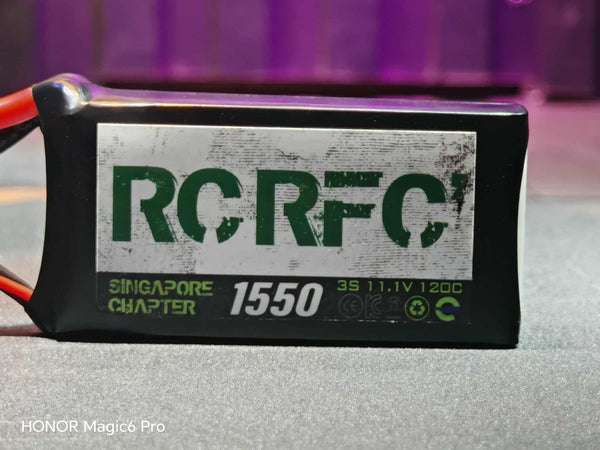 RCRFC
SINGAPORE
CHAPTER
1550
3S 11.1V 120C
HONOR Magic6 Pro